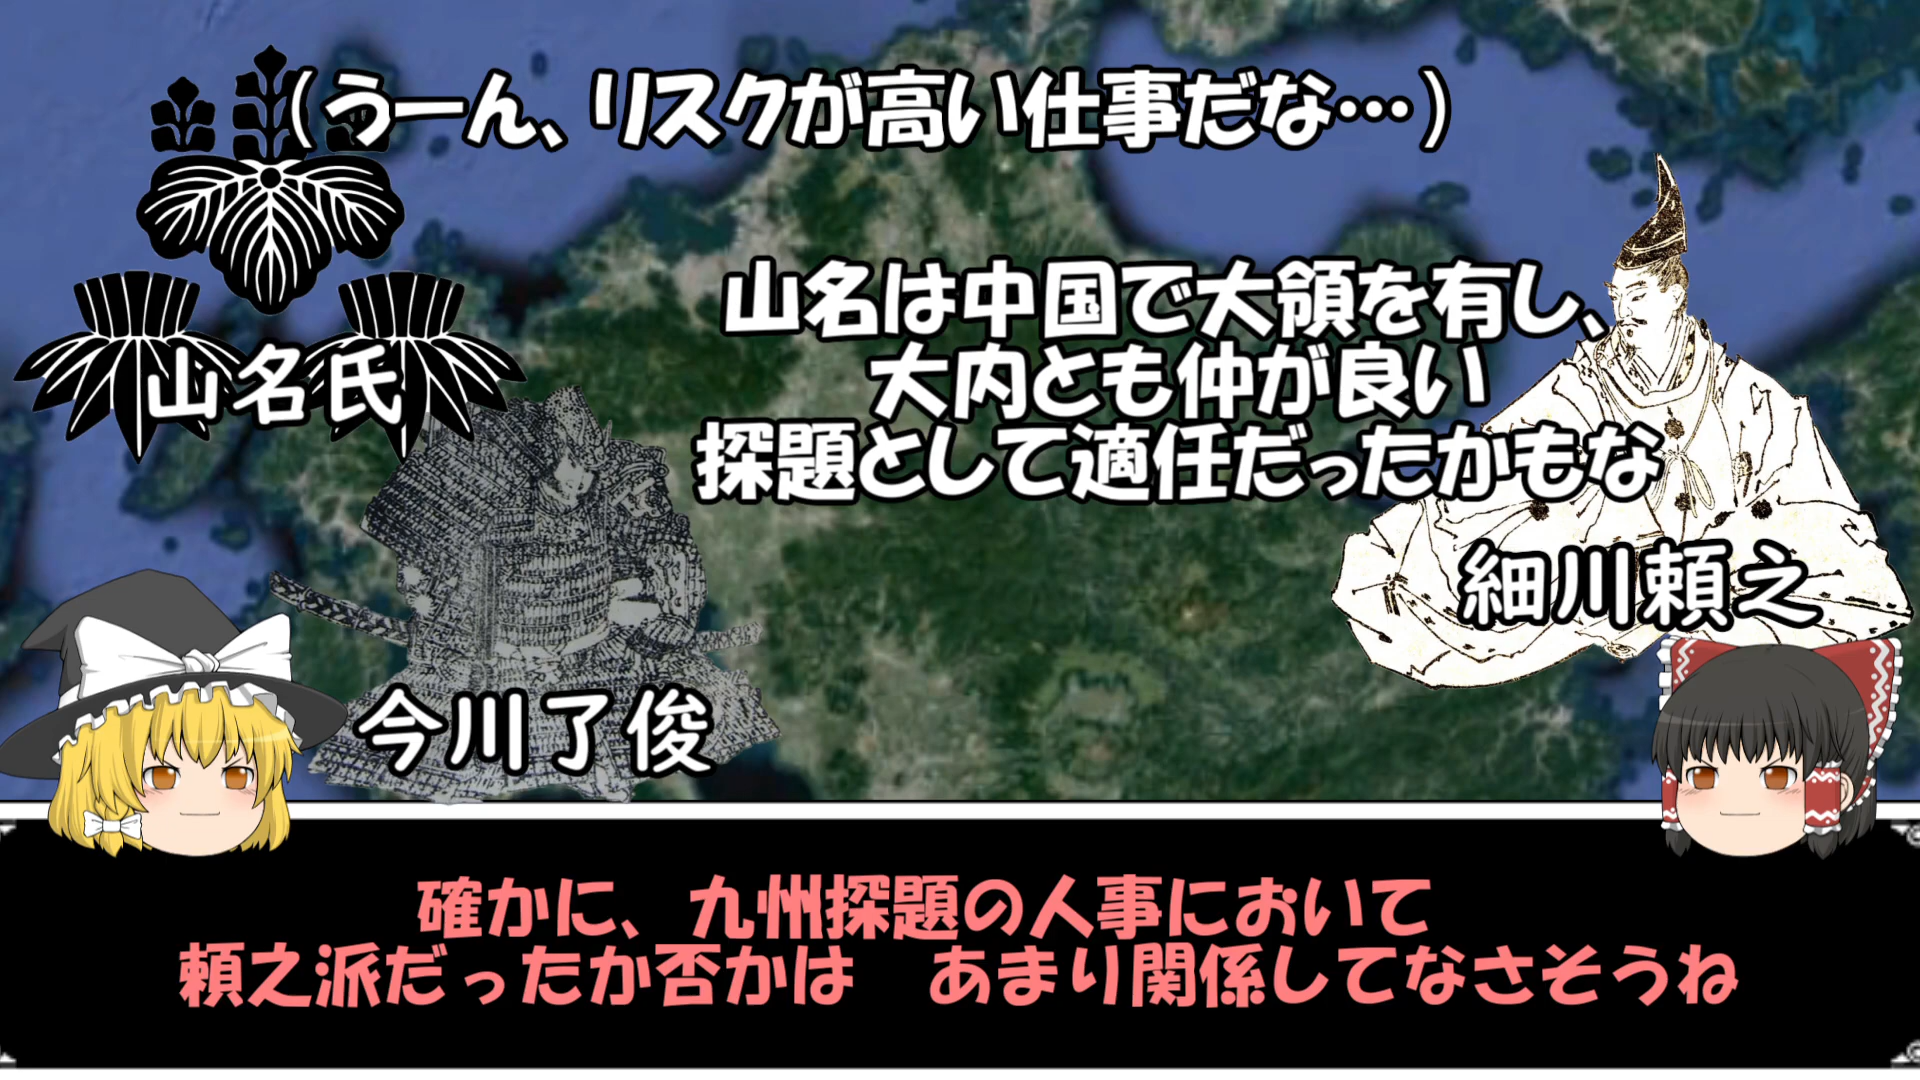 （うーん、リスクが高い仕事だな…）
山名は中国で大領を有し、
大内とも仲が良い
探題として適任だったかもな
山名氏
細川頼之
今川了俊
確かに、九州探題の人事において
頼之派だったか否かは　あまり関係してなさそうね